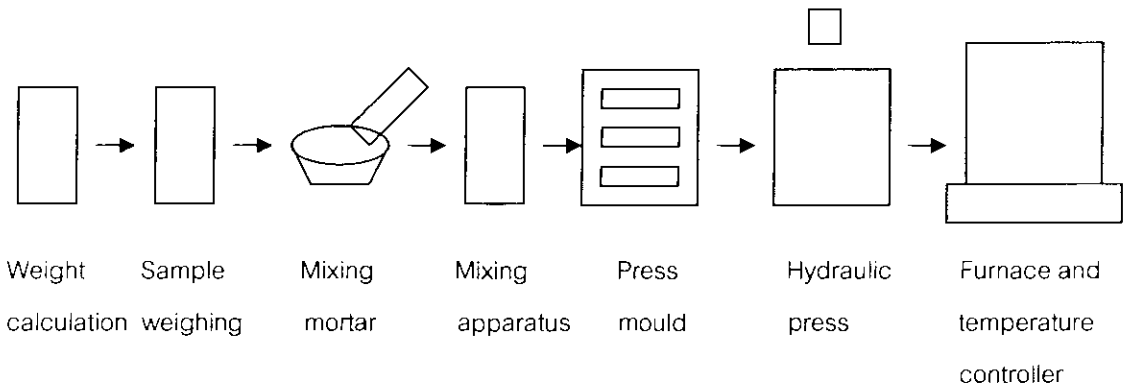 Weight
calculation
Sample
weighing
Mixing
mortar
Mixing
apparatus
Press
mould
Hydraulic
press
Furnace and
temperature
controller